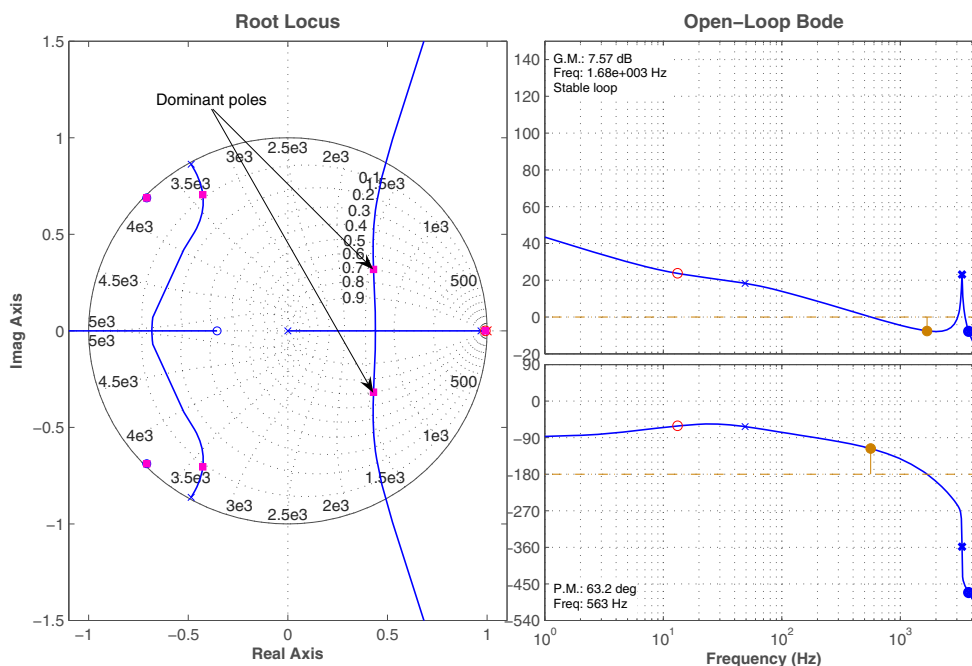 Root Locus
Open−Loop Bode
1.5
1
0.5
0
−0.5
−1
−1.5
Imag Axis
−1
−0.5
0
0.5
1
Real Axis
Dominant poles
2.5e3
3e3
2e3
3.5e3
1.5e3
4e3
1e3
4.5e3
500
5e3
5e3
4.5e3
500
4e3
1e3
3.5e3
1.5e3
3e3
2e3
2.5e3
0.1
0.2
0.3
0.4
0.5
0.6
0.7
0.8
0.9
G.M.: 7.57 dB
Freq: 1.68e+003 Hz
Stable loop
140
120
100
80
60
40
20
0
−20
90
0
−90
−180
−270
−360
−450
−540
P.M.: 63.2 deg
Freq: 563 Hz
10^0
10^1
10^2
10^3
Frequency (Hz)